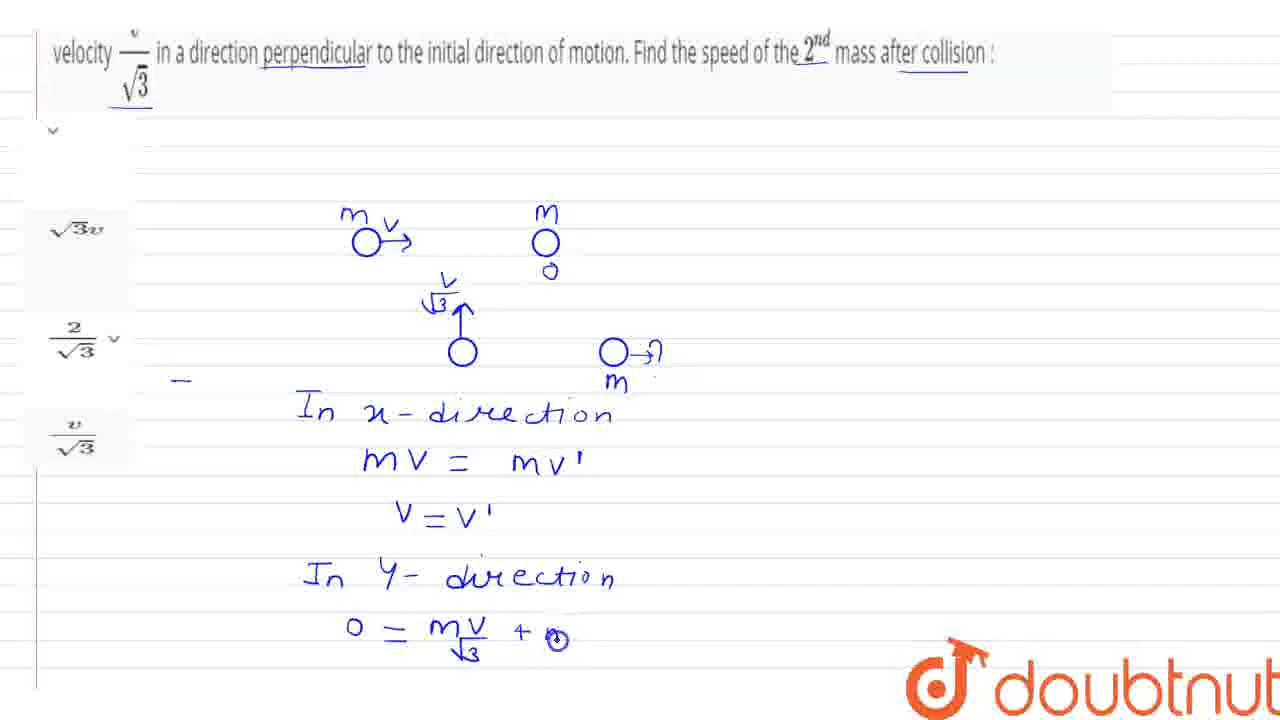 velocity v/√3 in a direction perpendicular to the initial direction of motion. Find the speed of the 2nd mass after collision :
v
√3v
2/√3 v
v/√3
m v m
0
v/√3
→?
m
In x-direction
mv = mv'
v = v'
In y-direction
0 = mv/√3 +
doubtnut